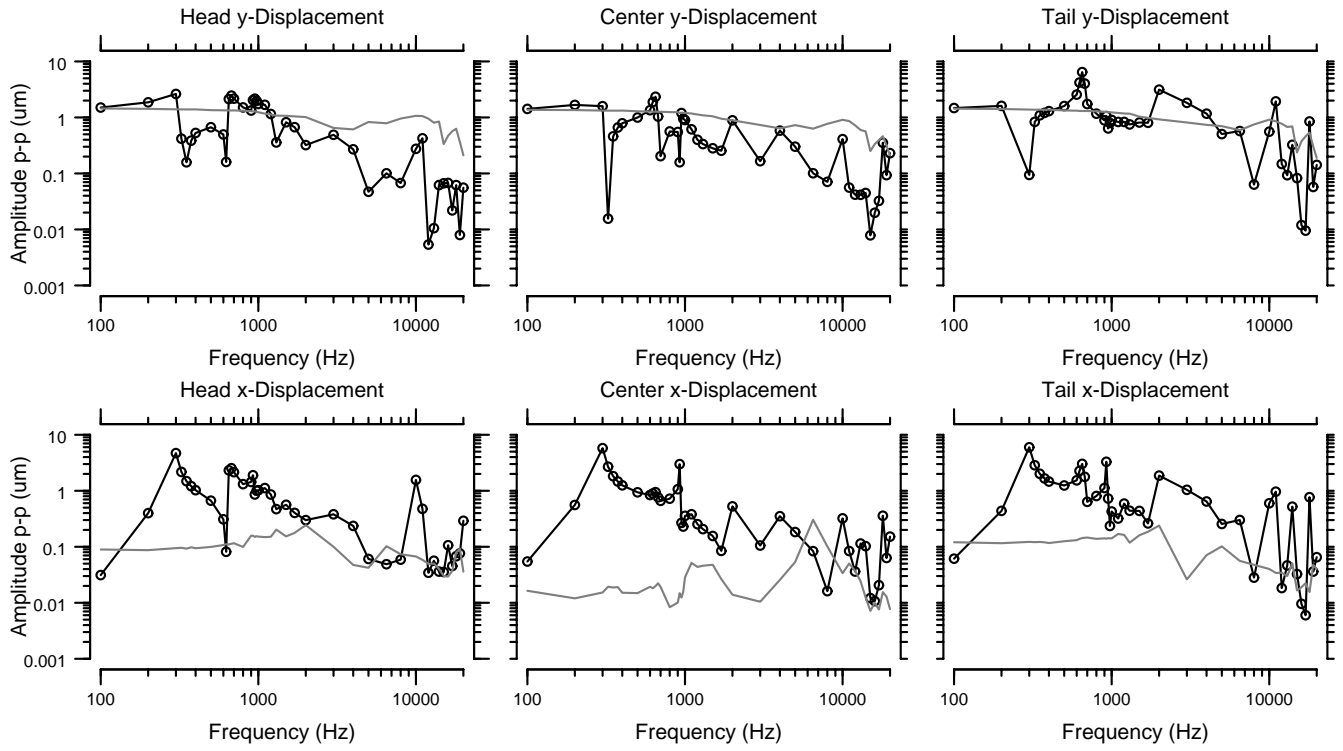 Head y-Displacement Center y-Displacement Tail y-Displacement
10
1
0.1
0.01
0.001
Amplitude p-p (um)
100 1000 10000 100 1000 10000 100 1000 10000
Frequency (Hz) Frequency (Hz) Frequency (Hz)
Head x-Displacement Center x-Displacement Tail x-Displacement
10
1
0.1
0.01
0.001
Amplitude p-p (um)
100 1000 10000 100 1000 10000 100 1000 10000
Frequency (Hz) Frequency (Hz) Frequency (Hz)